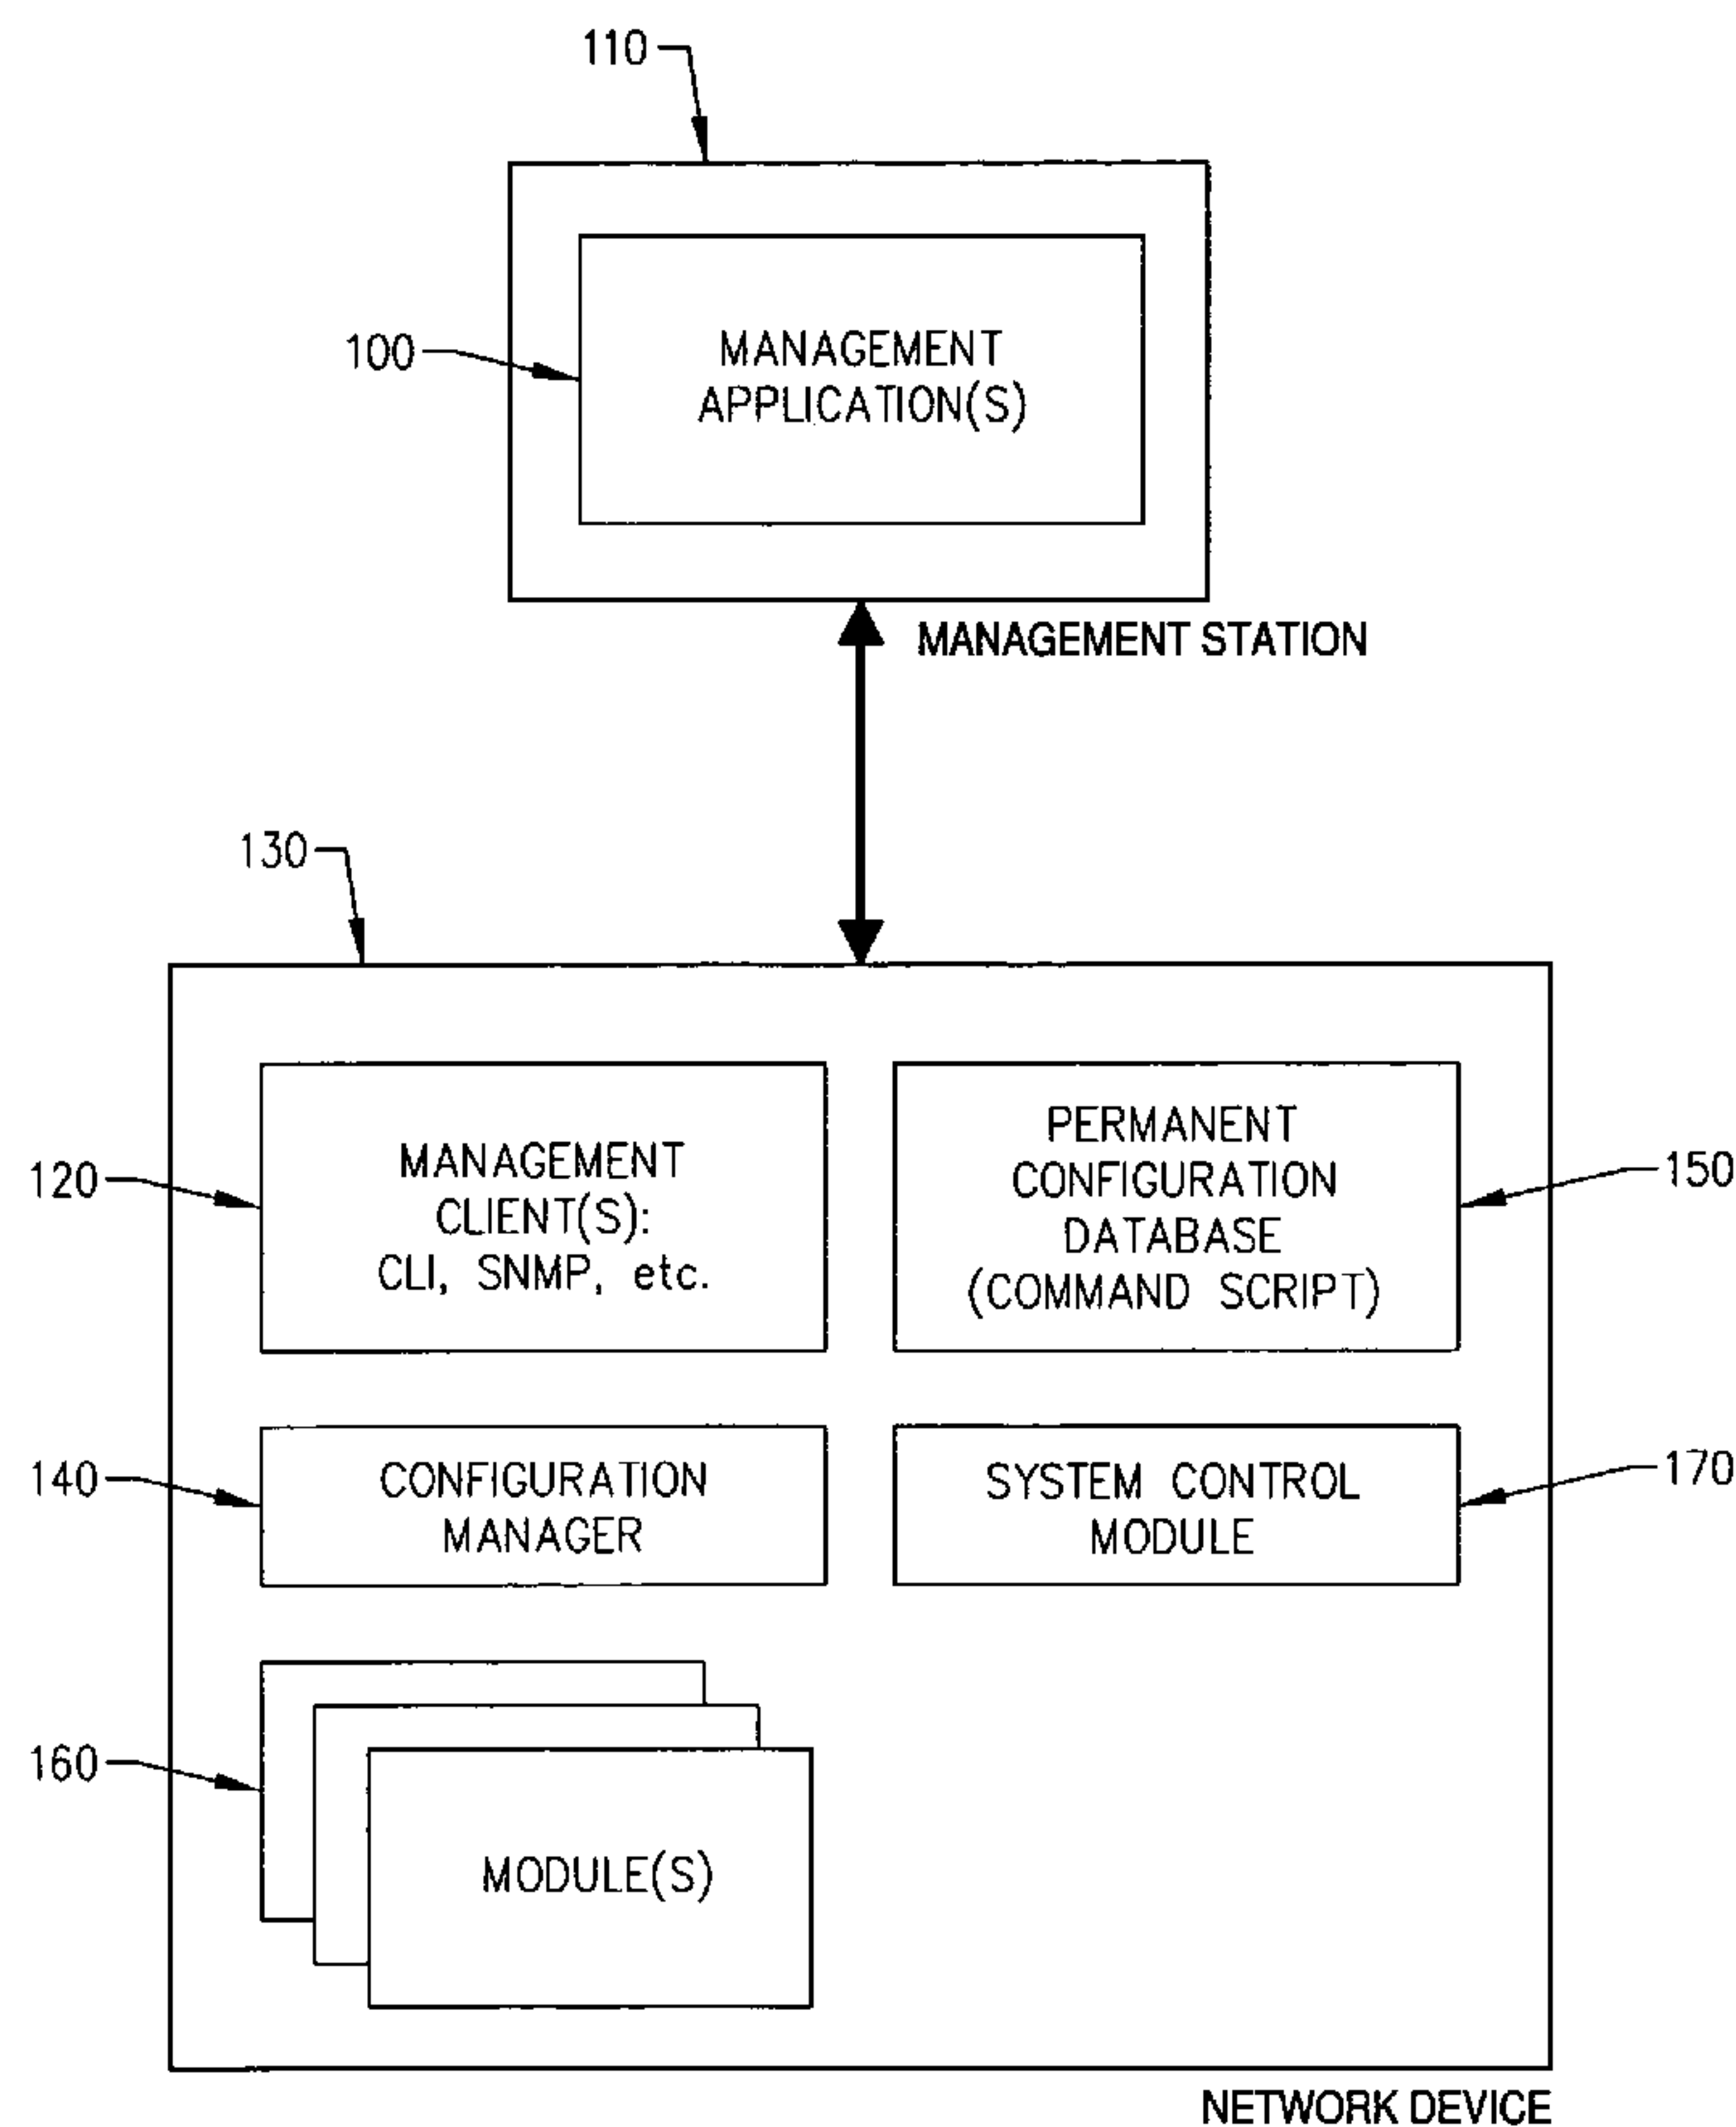 110
100
MANAGEMENT
APPLICATION(S)
MANAGEMENT STATION
130
120
MANAGEMENT
CLIENT(S):
CLI, SNMP, etc.
PERMANENT
CONFIGURATION
DATABASE
(COMMAND SCRIPT)
150
140
CONFIGURATION
MANAGER
SYSTEM CONTROL
MODULE
170
160
MODULE(S)
NETWORK DEVICE